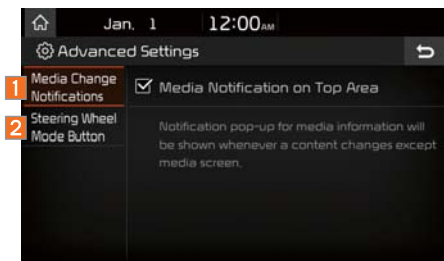 Jan. 1 12:00AM
Advanced Settings
1 Media Change
Notifications
Media Notification on Top Area
2 Steering Wheel
Mode Button
Notification pop-up for media information will
be shown whenever a content changes except
media screen.